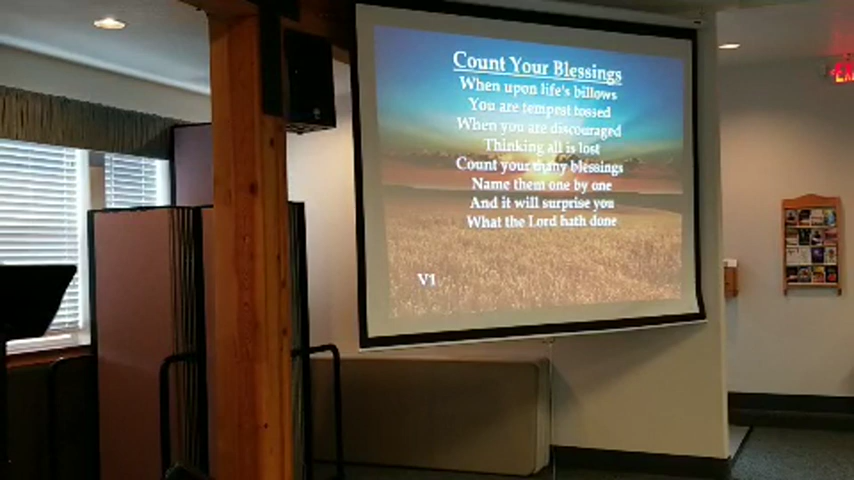 Count Your Blessings
When upon life's billows
You are tempest tossed
When you are discouraged
Thinking all is lost
Count your many blessings
Name them one by one
And it will surprise you
What the Lord hath done
V1